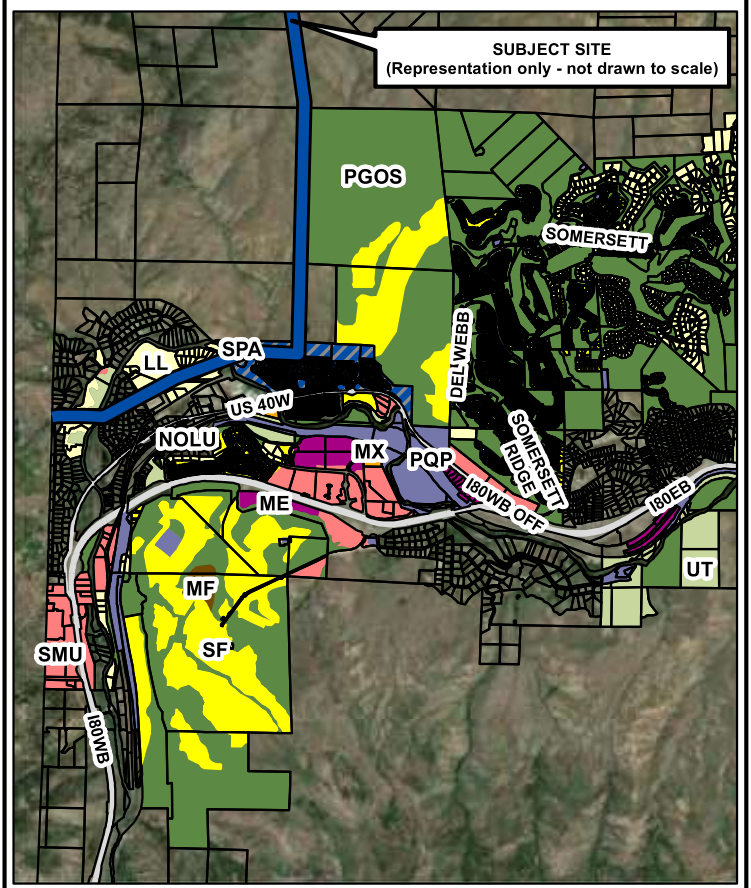 SUBJECT SITE
(Representation only - not drawn to scale)
PGOS
SOMERSETT
DEL WEBB
SPA
LL
US 40W
NOLU
MX
PQP
SOMERSETT
RIDGE
I80WB OFF
I80EB
ME
UT
MF
SF
SMU
I80WB